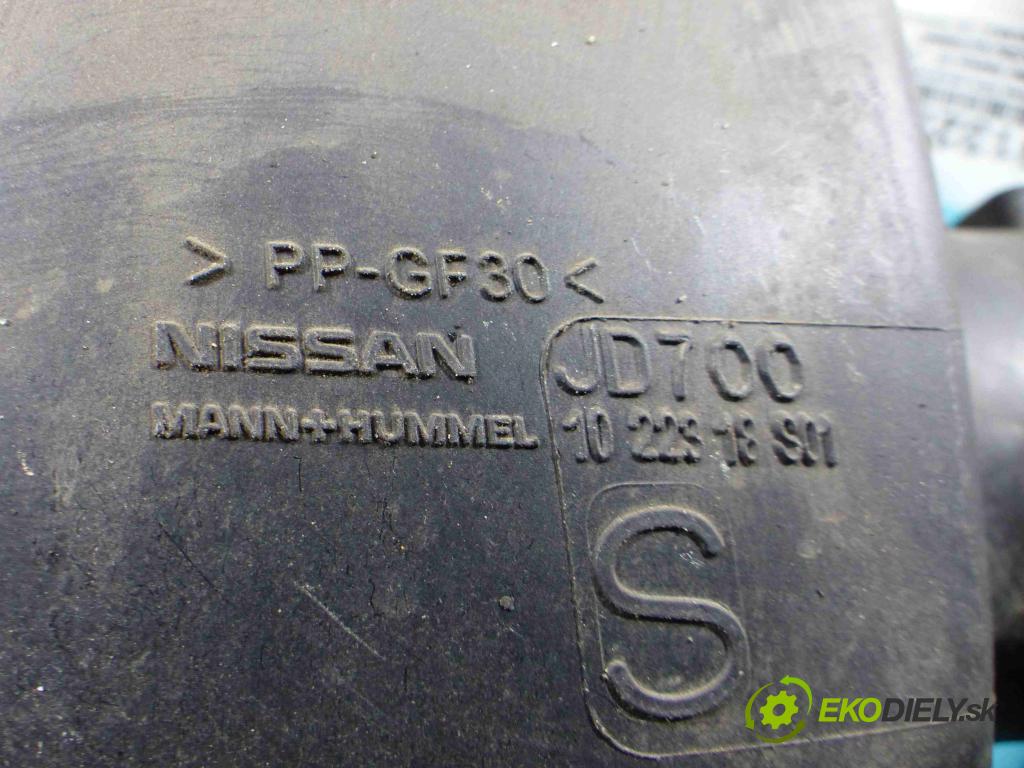 > PP-GF30 <
NISSAN JD700
MANN+HUMMEL 10 223 18 S01
S
EKODIELY.sk